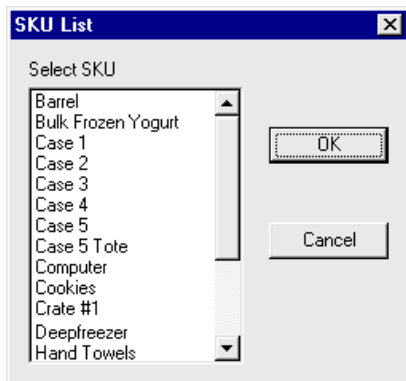 SKU List
Select SKU
Barrel
Bulk Frozen Yogurt
Case 1
Case 2
Case 3
Case 4
Case 5
Case 5 Tote
Computer
Cookies
Crate #1
Deepfreezer
Hand Towels
OK
Cancel